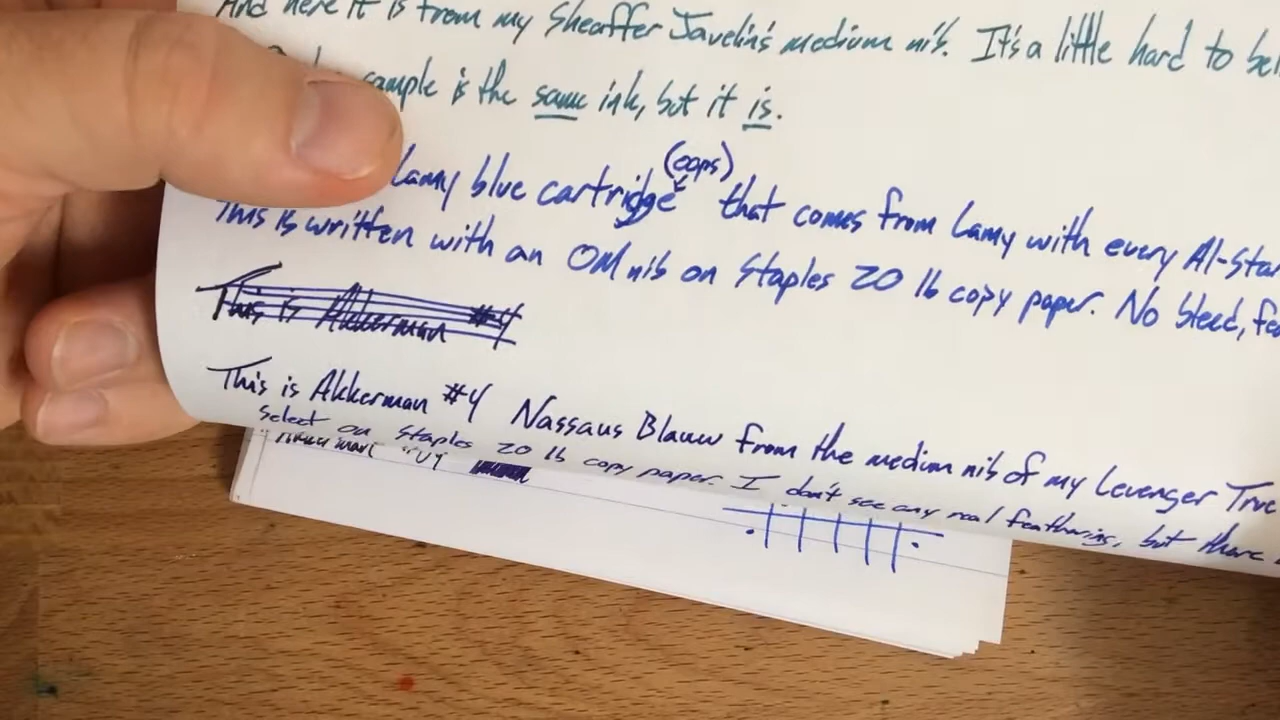 And here it is from my Sheaffer Javelin's medium nib. It's a little hard to bel
sample is the same ink, but it is.
(oops)
Lamy blue cartridge that comes from Lamy with every Al-Star
This is written with an OM nib on Staples 20 lb copy paper. No bleed, fe
This is Akkerman #4
This is Akkerman #4 Nassaus Blauw from the medium nib of my Levenger True
Select on Staples 20 lb copy paper. I don't see any real feathering, but there